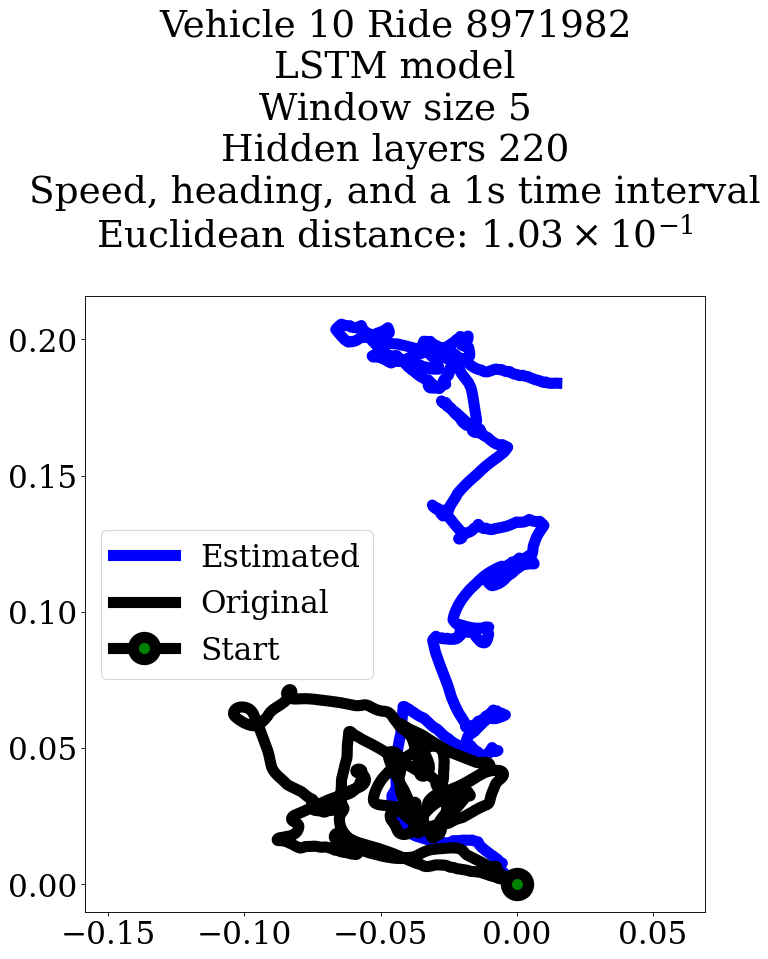 Vehicle 10 Ride 8971982
LSTM model
Window size 5
Hidden layers 220
Speed, heading, and a 1s time interval
Euclidean distance: 1.03 × 10⁻¹
0.20
0.15
0.10
0.05
0.00
Estimated
Original
Start
−0.15 −0.10 −0.05 0.00 0.05